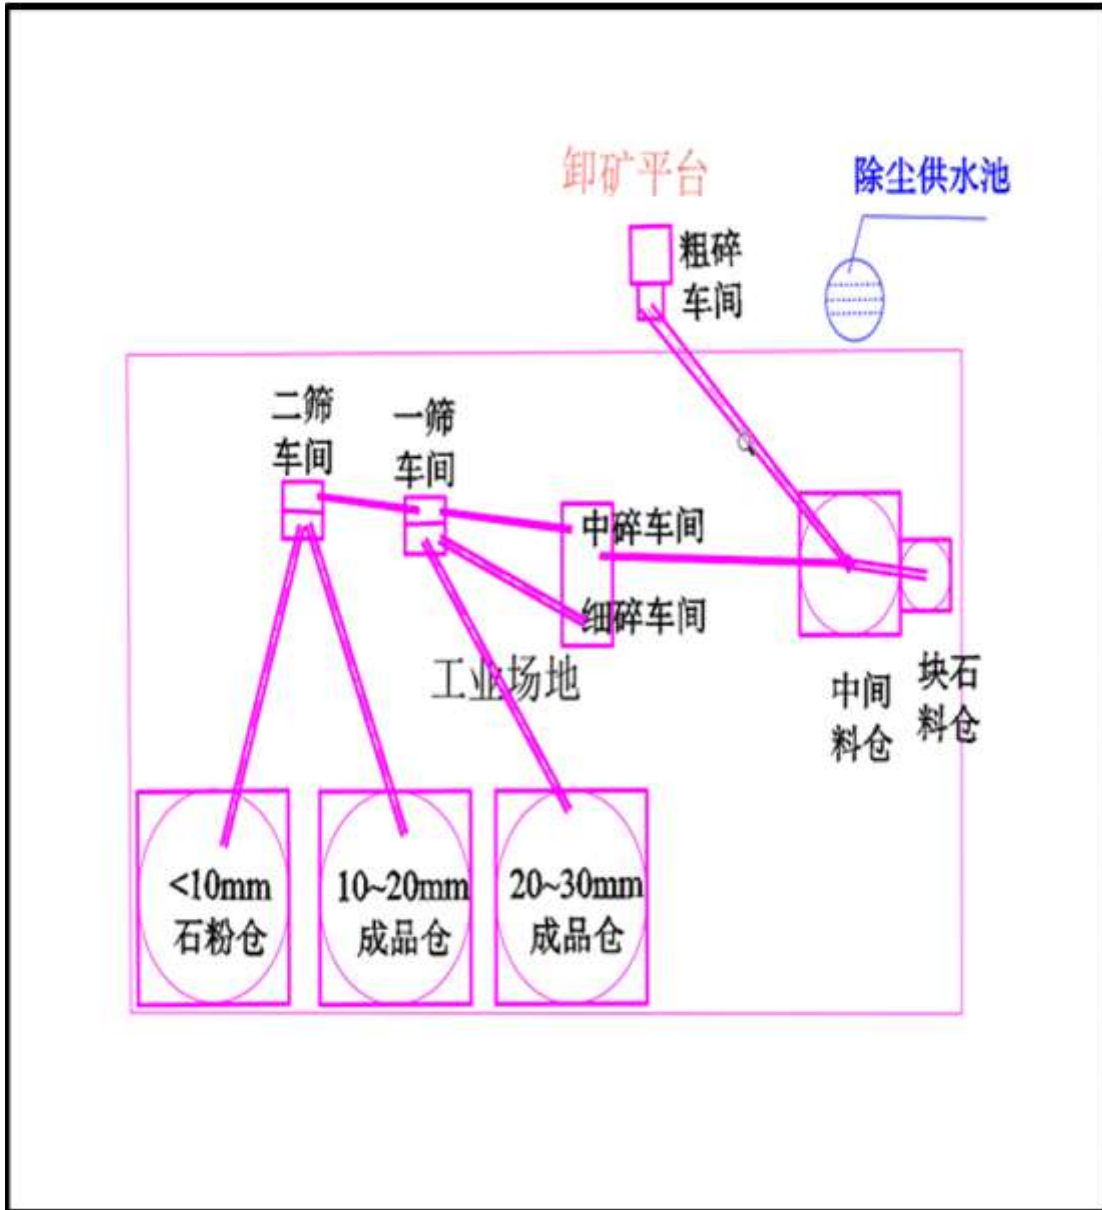 卸矿平台
除尘供水池
粗碎
车间
二筛
车间
一筛
车间
中碎车间
细碎车间
工业场地
中间
料仓
块石
料仓
<10mm
石粉仓
10~20mm
成品仓
20~30mm
成品仓